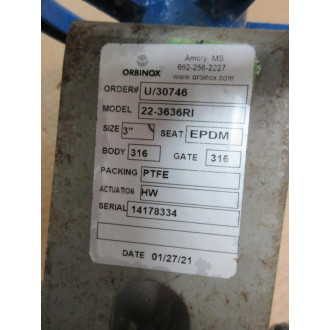 ORBINOX
Amory, MS
662-256-2227
www.orbinox.com
ORDER# U/30746
MODEL 22-3636RI
SIZE 3" SEAT EPDM
BODY 316 GATE 316
PACKING PTFE
ACTUATION HW
SERIAL 14178334
DATE 01/27/21